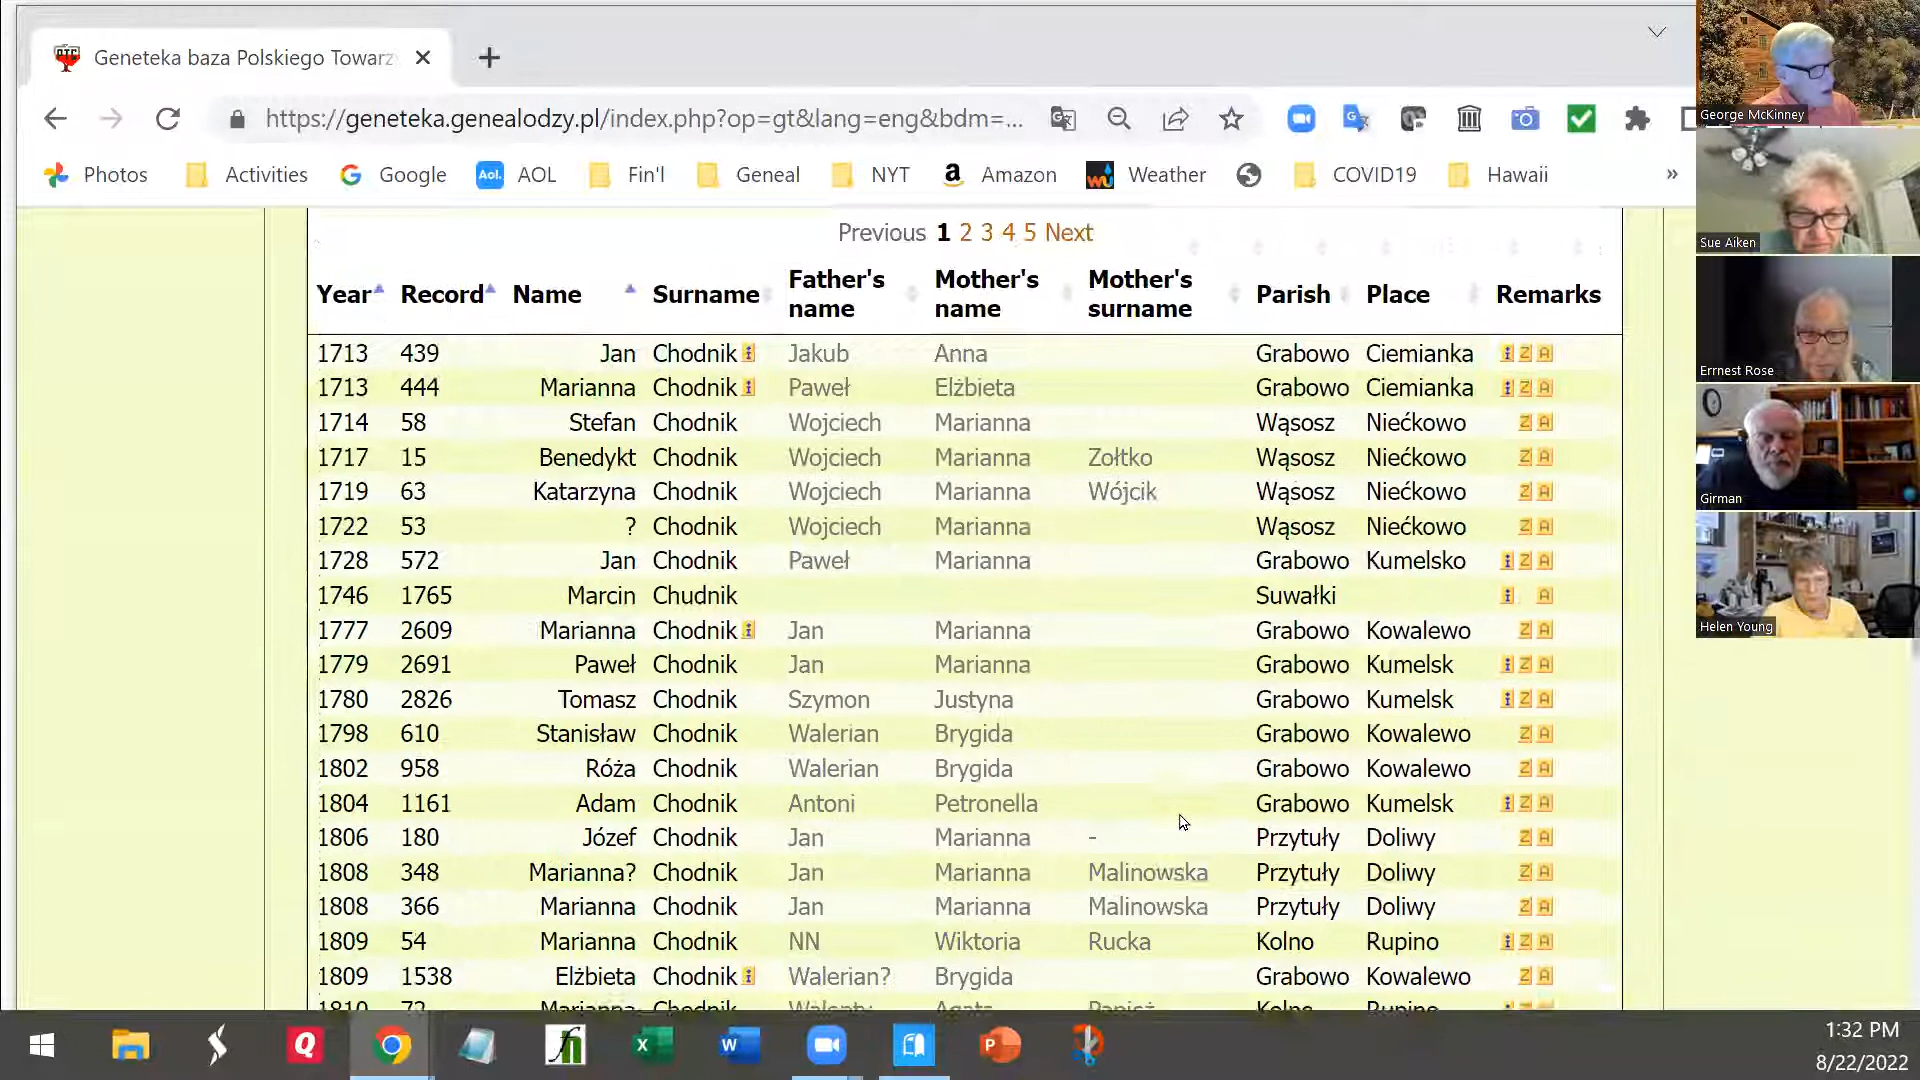 Geneteka baza Polskiego Towarz
https://geneteka.genealodzy.pl/index.php?op=gt&lang=eng&bdm=...
Photos Activities Google AOL Fin'l Geneal NYT Amazon Weather COVID19 Hawaii »
Previous 1 2 3 4 5 Next
Year Record Name Surname Father's name Mother's name Mother's surname Parish Place Remarks
1713 439 Jan Chodnik i Jakub Anna Grabowo Ciemianka i Z A
1713 444 Marianna Chodnik i Paweł Elżbieta Grabowo Ciemianka i Z A
1714 58 Stefan Chodnik Wojciech Marianna Wąsosz Niećkowo Z A
1717 15 Benedykt Chodnik Wojciech Marianna Zołtko Wąsosz Niećkowo Z A
1719 63 Katarzyna Chodnik Wojciech Marianna Wójcik Wąsosz Niećkowo Z A
1722 53 ? Chodnik Wojciech Marianna Wąsosz Niećkowo Z A
1728 572 Jan Chodnik Paweł Marianna Grabowo Kumelsko i Z A
1746 1765 Marcin Chudnik Suwałki i A
1777 2609 Marianna Chodnik i Jan Marianna Grabowo Kowalewo Z A
1779 2691 Paweł Chodnik Jan Marianna Grabowo Kumelsk i Z A
1780 2826 Tomasz Chodnik Szymon Justyna Grabowo Kumelsk i Z A
1798 610 Stanisław Chodnik Walerian Brygida Grabowo Kowalewo Z A
1802 958 Róża Chodnik Walerian Brygida Grabowo Kowalewo Z A
1804 1161 Adam Chodnik Antoni Petronella Grabowo Kumelsk i Z A
1806 180 Józef Chodnik Jan Marianna - Przytuły Doliwy Z A
1808 348 Marianna? Chodnik Jan Marianna Malinowska Przytuły Doliwy Z A
1808 366 Marianna Chodnik Jan Marianna Malinowska Przytuły Doliwy Z A
1809 54 Marianna Chodnik NN Wiktoria Rucka Kolno Rupino i Z A
1809 1538 Elżbieta Chodnik i Walerian? Brygida Grabowo Kowalewo Z A
1810 72 Marianna Chodnik Walenty Agata Kolno Rupino
George McKinney
Sue Aiken
Errnest Rose
Girman
Helen Young
1:32 PM
8/22/2022